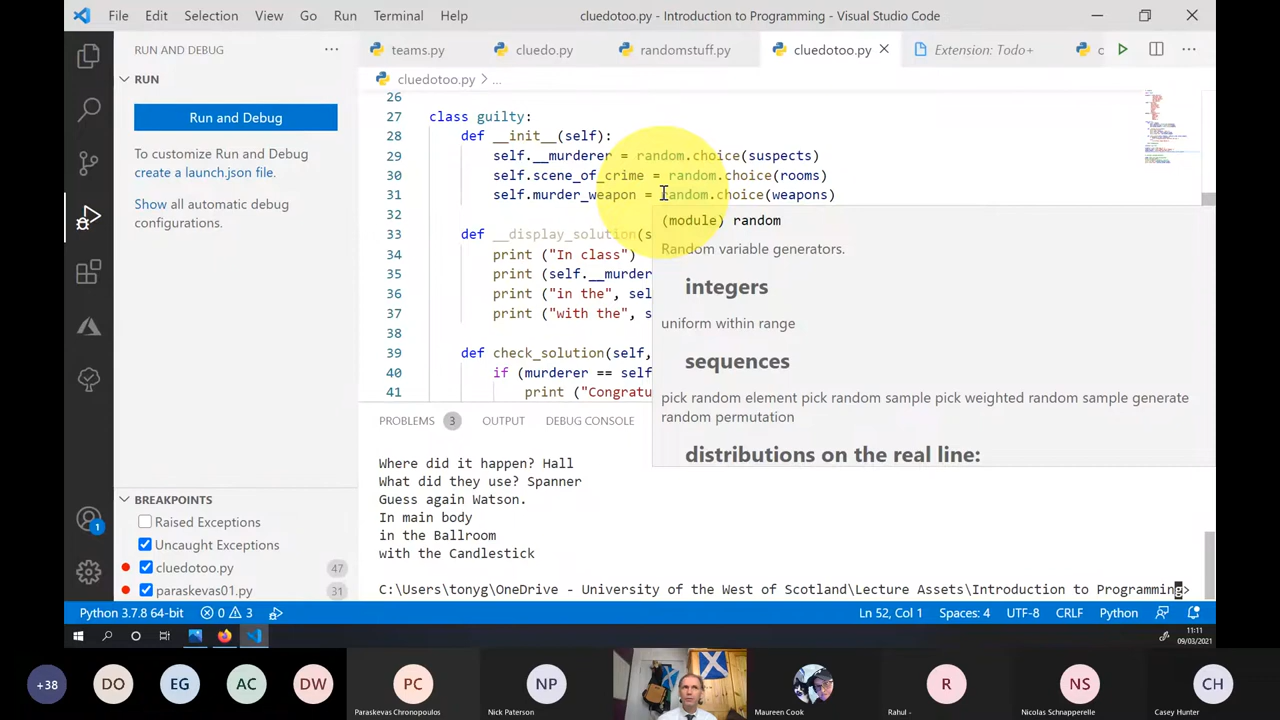 File Edit Selection View Go Run Terminal Help
cluedotoo.py - Introduction to Programming - Visual Studio Code
RUN AND DEBUG
teams.py
cluedo.py
randomstuff.py
cluedotoo.py
Extension: Todo+
c
RUN
cluedotoo.py > ...
Run and Debug
To customize Run and Debug
create a launch.json file.
Show all automatic debug
configurations.
26
27 class guilty:
28 def __init__(self):
29 self.__murderer = random.choice(suspects)
30 self.scene_of_crime = random.choice(rooms)
31 self.murder_weapon = random.choice(weapons)
32
33 def __display_solution(s
34 print ("In class")
35 print (self.__murder
36 print ("in the", sel
37 print ("with the", s
38
39 def check_solution(self,
40 if (murderer == self
41 print ("Congratu
(module) random
Random variable generators.
integers
uniform within range
sequences
pick random element pick random sample pick weighted random sample generate
random permutation
distributions on the real line:
PROBLEMS 3 OUTPUT DEBUG CONSOLE
Where did it happen? Hall
What did they use? Spanner
Guess again Watson.
In main body
in the Ballroom
with the Candlestick
C:\Users\tonyg\OneDrive - University of the West of Scotland\Lecture Assets\Introduction to Programming>
BREAKPOINTS
Raised Exceptions
Uncaught Exceptions
cluedotoo.py 47
paraskevas01.py 31
1
Python 3.7.8 64-bit 0 3
Ln 52, Col 1 Spaces: 4 UTF-8 CRLF Python
11:11
09/03/2021
+38 DO EG AC DW PC NP R NS CH
Paraskevas Chronopoulos
Nick Paterson
Maureen Cook
Rahul -
Nicolas Schnapperelle
Casey Hunter